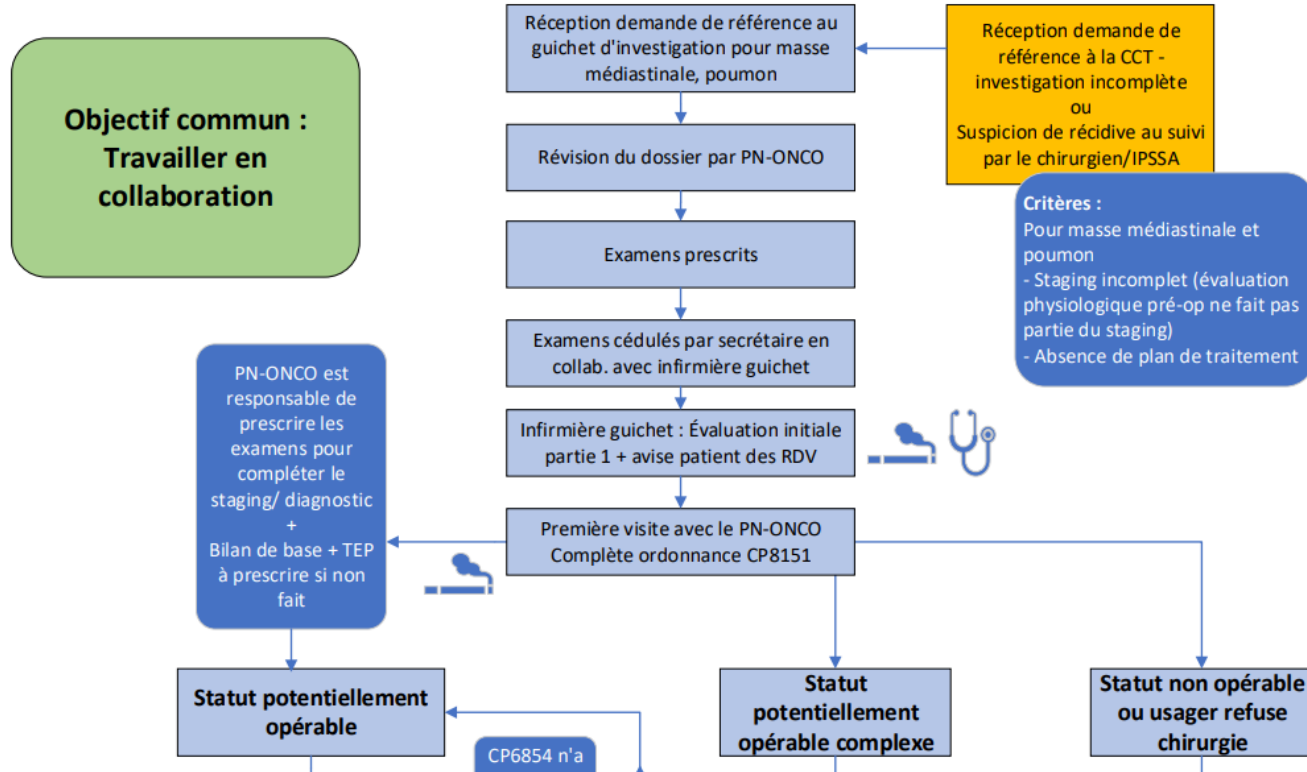 Objectif commun :
Travailler en
collaboration
Réception demande de référence au
guichet d'investigation pour masse
médiastinale, poumon
Réception demande de
référence à la CCT -
investigation incomplète
ou
Suspicion de récidive au suivi
par le chirurgien/IPSSA
Critères :
Pour masse médiastinale et
poumon
- Staging incomplet (évaluation
physiologique pré-op ne fait pas
partie du staging)
- Absence de plan de traitement
Révision du dossier par PN-ONCO
Examens prescrits
Examens cédulés par secrétaire en
collab. avec infirmière guichet
Infirmière guichet : Évaluation initiale
partie 1 + avise patient des RDV
Première visite avec le PN-ONCO
Complète ordonnance CP8151
PN-ONCO est
responsable de
prescrire les
examens pour
compléter le
staging/ diagnostic
+
Bilan de base + TEP
à prescrire si non
fait
Statut potentiellement
opérable
CP6854 n'a
Statut
potentiellement
opérable complexe
Statut non opérable
ou usager refuse
chirurgie